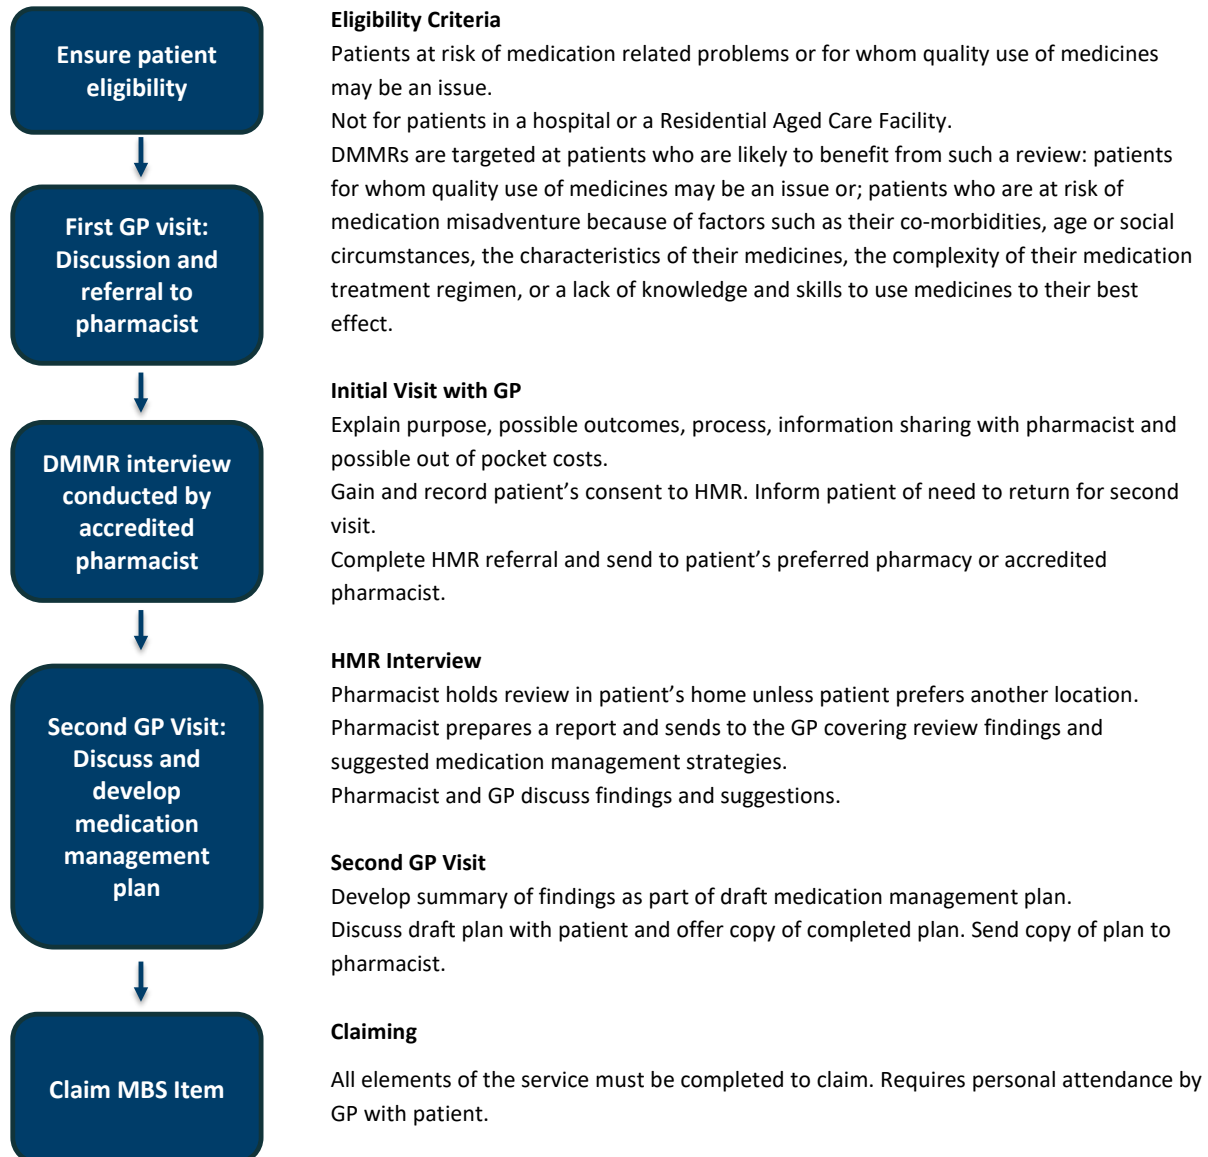 Ensure patient
eligibility
First GP visit:
Discussion and
referral to
pharmacist
DMMR interview
conducted by
accredited
pharmacist
Second GP Visit:
Discuss and
develop
medication
management
plan
Claim MBS Item
Eligibility Criteria
Patients at risk of medication related problems or for whom quality use of medicines
may be an issue.
Not for patients in a hospital or a Residential Aged Care Facility.
DMMRs are targeted at patients who are likely to benefit from such a review: patients
for whom quality use of medicines may be an issue or; patients who are at risk of
medication misadventure because of factors such as their co-morbidities, age or social
circumstances, the characteristics of their medicines, the complexity of their medication
treatment regimen, or a lack of knowledge and skills to use medicines to their best
effect.
Initial Visit with GP
Explain purpose, possible outcomes, process, information sharing with pharmacist and
possible out of pocket costs.
Gain and record patient’s consent to HMR. Inform patient of need to return for second
visit.
Complete HMR referral and send to patient’s preferred pharmacy or accredited
pharmacist.
HMR Interview
Pharmacist holds review in patient’s home unless patient prefers another location.
Pharmacist prepares a report and sends to the GP covering review findings and
suggested medication management strategies.
Pharmacist and GP discuss findings and suggestions.
Second GP Visit
Develop summary of findings as part of draft medication management plan.
Discuss draft plan with patient and offer copy of completed plan. Send copy of plan to
pharmacist.
Claiming
All elements of the service must be completed to claim. Requires personal attendance by
GP with patient.